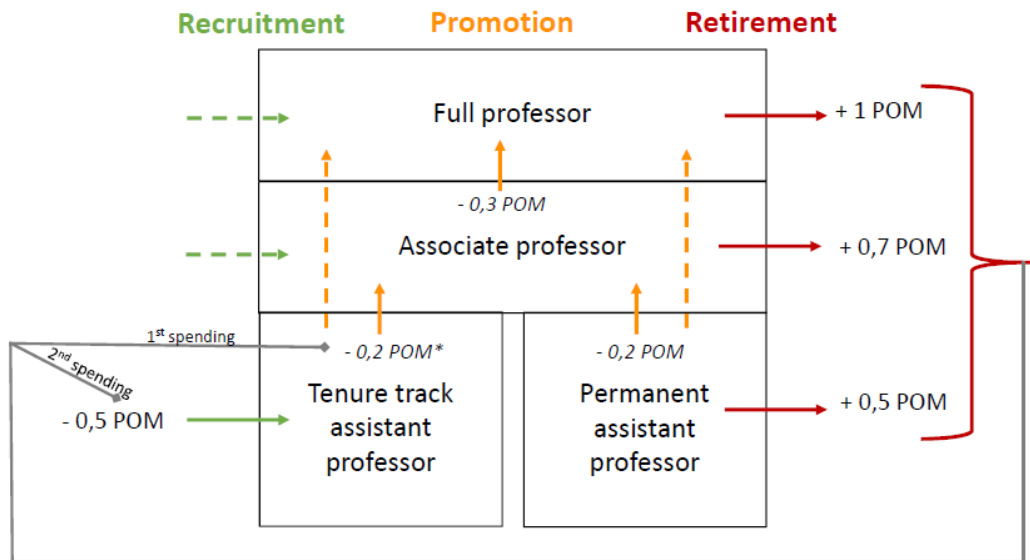 Recruitment Promotion Retirement
Full professor
+ 1 POM
- 0,3 POM
Associate professor
+ 0,7 POM
1st spending
2nd spending
- 0,2 POM*
- 0,2 POM
- 0,5 POM
Tenure track
assistant
professor
Permanent
assistant
professor
+ 0,5 POM